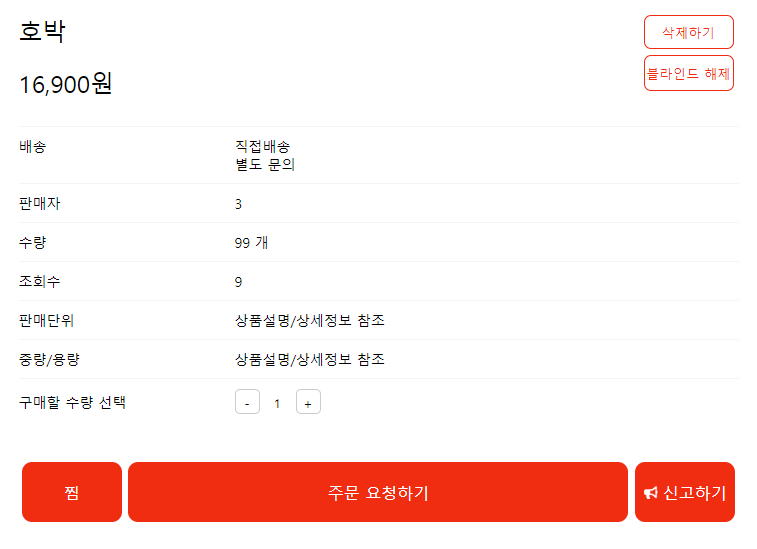 호박
삭제하기
16,900원
블라인드 해제
배송
직접배송
별도 문의
판매자
3
수량
99 개
조회수
9
판매단위
상품설명/상세정보 참조
중량/용량
상품설명/상세정보 참조
구매할 수량 선택
- 1 +
찜
주문 요청하기
신고하기